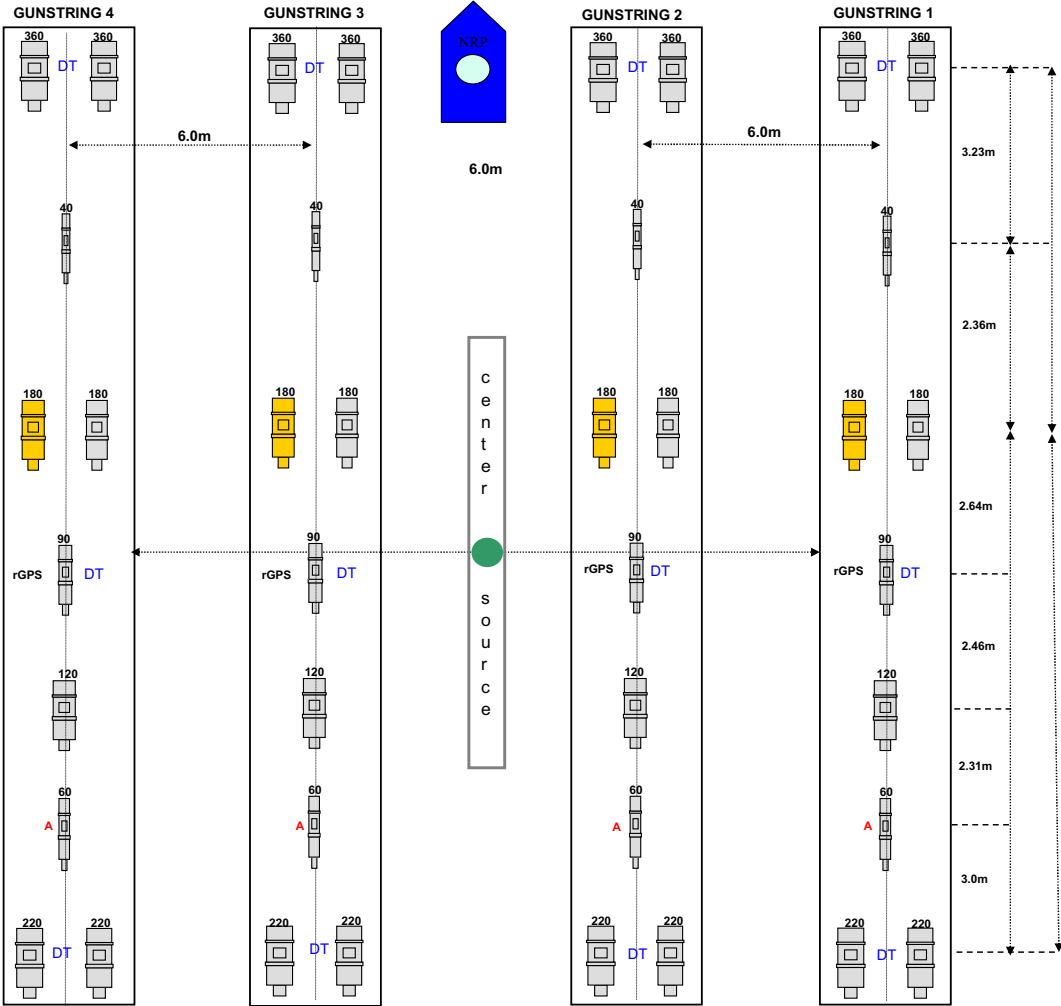 GUNSTRING 4 GUNSTRING 3 GUNSTRING 2 GUNSTRING 1
360 360 360 360 360 360 360 360
DT DT NRP DT DT
6.0m 6.0m
3.23m
6.0m
40 40 40 40
2.36m
180 180 180 180 180 180 180 180
center
2.64m
90 90 90 90
rGPS DT rGPS DT rGPS DT rGPS DT
source
2.46m
120 120 120 120
2.31m
60 60 60 60
A A A A
3.0m
220 220 220 220 220 220 220 220
DT DT DT DT